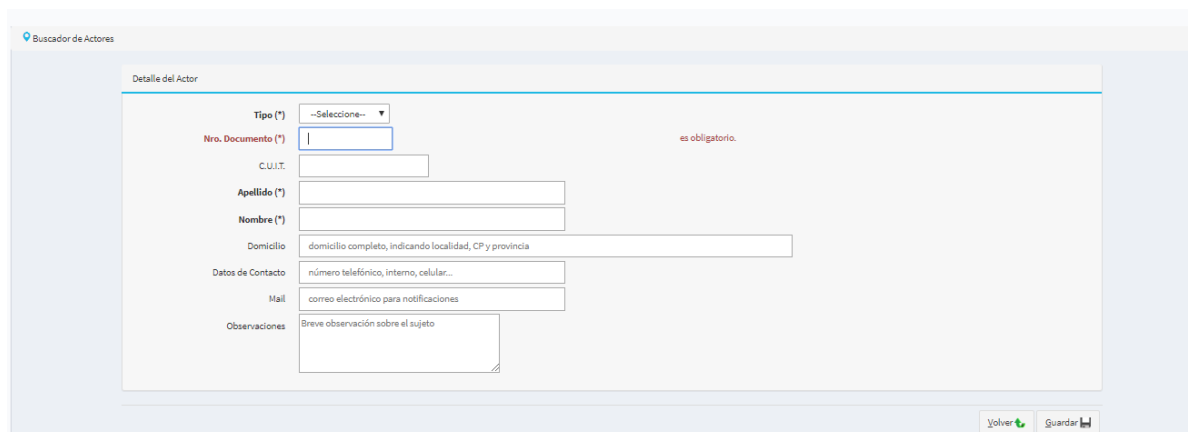 Buscador de Actores
Detalle del Actor
Tipo (*) --Seleccione--
Nro. Documento (*) es obligatorio.
C.U.I.T.
Apellido (*)
Nombre (*)
Domicilio domicilio completo, indicando localidad, CP y provincia
Datos de Contacto número telefónico, interno, celular...
Mail correo electrónico para notificaciones
Observaciones Breve observación sobre el sujeto
Volver Guardar